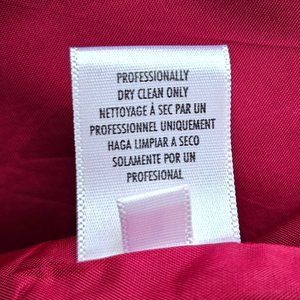 PROFESSIONALLY
DRY CLEAN ONLY
NETTOYAGE À SEC PAR UN
PROFESSIONNEL UNIQUEMENT
HAGA LIMPIAR A SECO
SOLAMENTE POR UN
PROFESIONAL